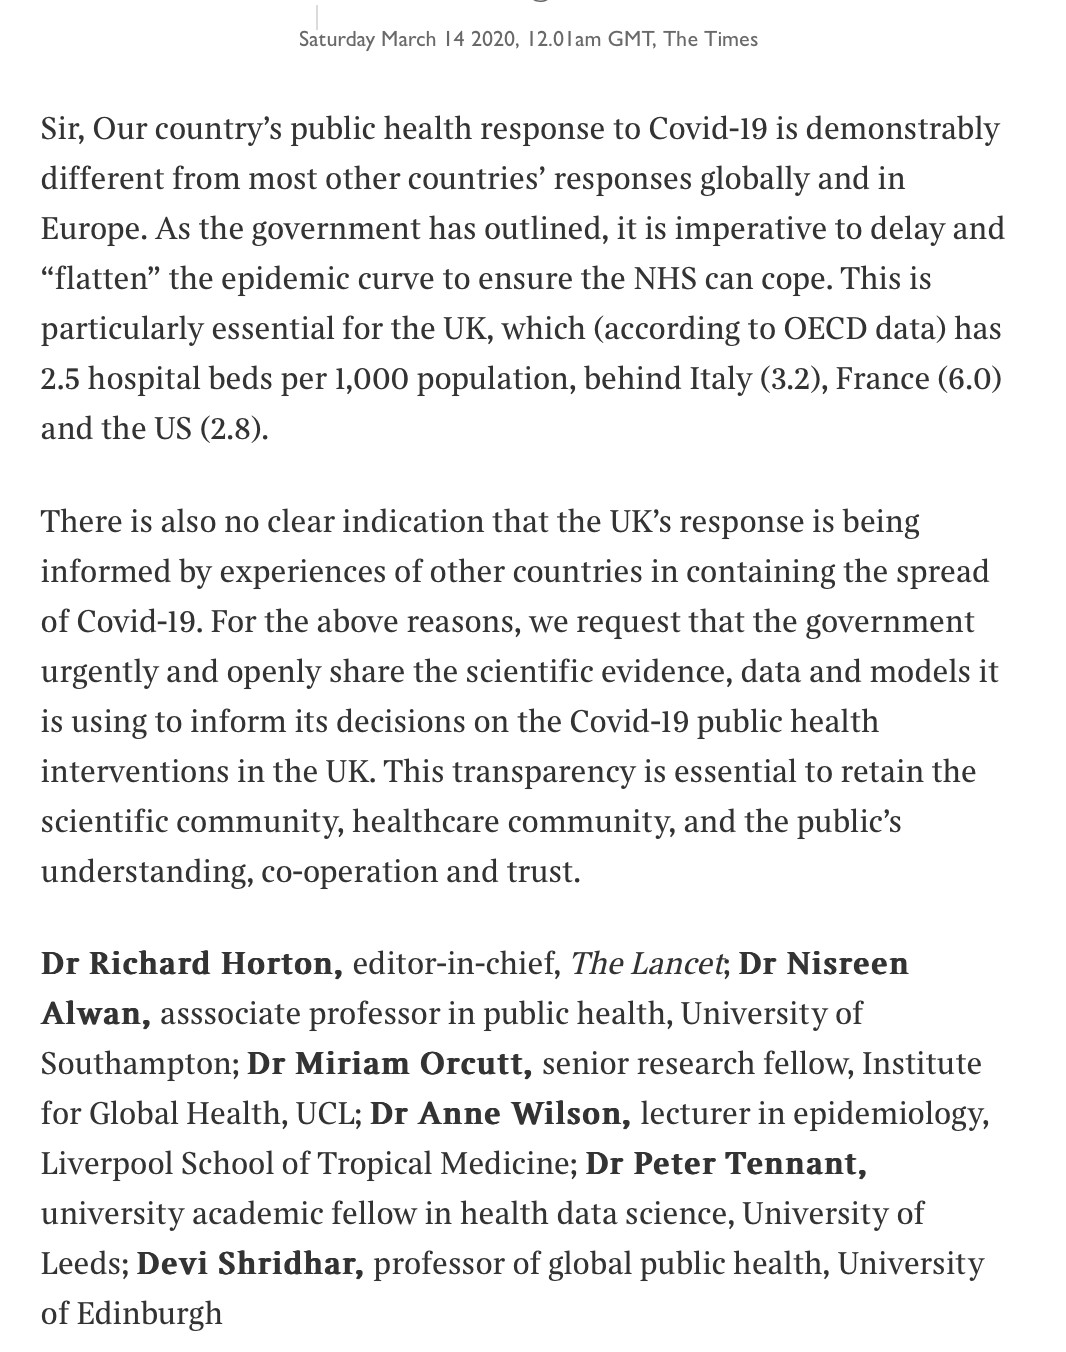 Saturday March 14 2020, 12.01am GMT, The Times
Sir, Our country’s public health response to Covid-19 is demonstrably
different from most other countries’ responses globally and in
Europe. As the government has outlined, it is imperative to delay and
“flatten” the epidemic curve to ensure the NHS can cope. This is
particularly essential for the UK, which (according to OECD data) has
2.5 hospital beds per 1,000 population, behind Italy (3.2), France (6.0)
and the US (2.8).
There is also no clear indication that the UK’s response is being
informed by experiences of other countries in containing the spread
of Covid-19. For the above reasons, we request that the government
urgently and openly share the scientific evidence, data and models it
is using to inform its decisions on the Covid-19 public health
interventions in the UK. This transparency is essential to retain the
scientific community, healthcare community, and the public’s
understanding, co-operation and trust.
Dr Richard Horton, editor-in-chief, The Lancet; Dr Nisreen
Alwan, asssociate professor in public health, University of
Southampton; Dr Miriam Orcutt, senior research fellow, Institute
for Global Health, UCL; Dr Anne Wilson, lecturer in epidemiology,
Liverpool School of Tropical Medicine; Dr Peter Tennant,
university academic fellow in health data science, University of
Leeds; Devi Shridhar, professor of global public health, University
of Edinburgh